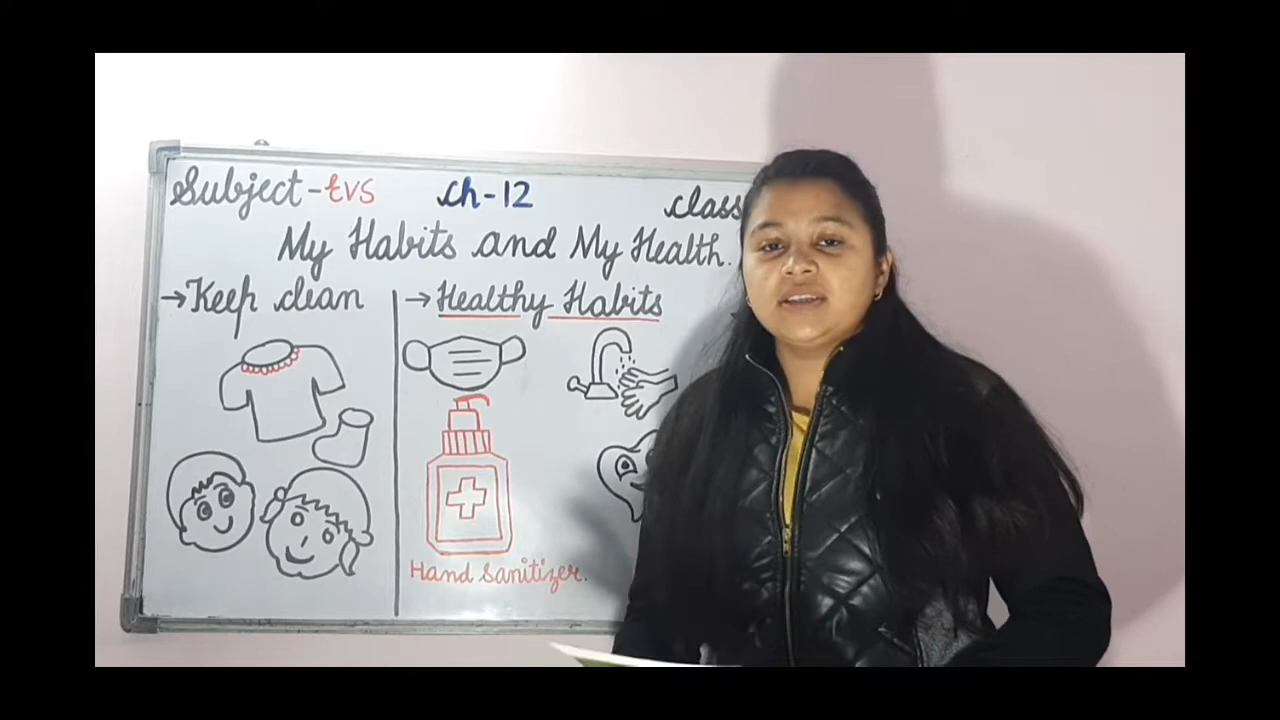 Subject - EVS Ch-12 Class
My Habits and My Health.
→ Keep clean → Healthy Habits
Hand Sanitizer.